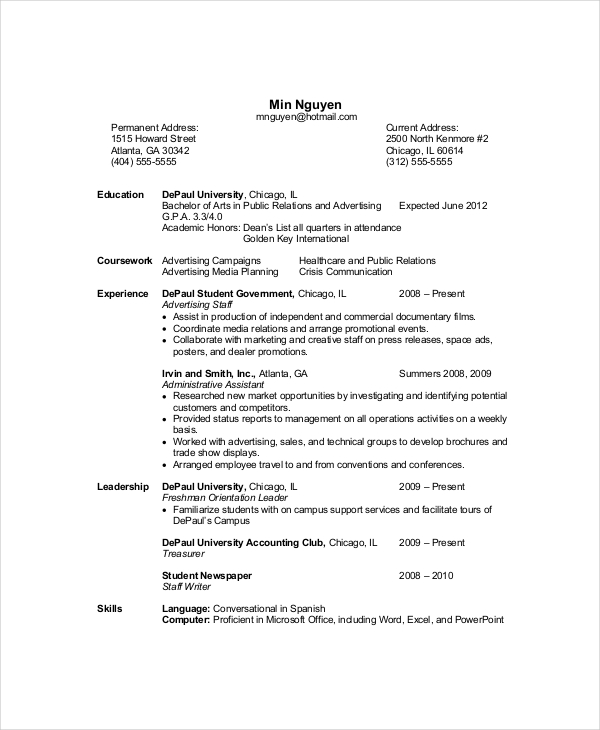 Min Nguyen
mnguyen@hotmail.com
Permanent Address: Current Address:
1515 Howard Street 2500 North Kenmore #2
Atlanta, GA 30342 Chicago, IL 60614
(404) 555-5555 (312) 555-5555
Education DePaul University, Chicago, IL
Bachelor of Arts in Public Relations and Advertising Expected June 2012
G.P.A. 3.3/4.0
Academic Honors: Dean's List all quarters in attendance
Golden Key International
Coursework Advertising Campaigns Healthcare and Public Relations
Advertising Media Planning Crisis Communication
Experience DePaul Student Government, Chicago, IL 2008 – Present
Advertising Staff
• Assist in production of independent and commercial documentary films.
• Coordinate media relations and arrange promotional events.
• Collaborate with marketing and creative staff on press releases, space ads,
posters, and dealer promotions.
Irvin and Smith, Inc., Atlanta, GA Summers 2008, 2009
Administrative Assistant
• Researched new market opportunities by investigating and identifying potential
customers and competitors.
• Provided status reports to management on all operations activities on a weekly
basis.
• Worked with advertising, sales, and technical groups to develop brochures and
trade show displays.
• Arranged employee travel to and from conventions and conferences.
Leadership DePaul University, Chicago, IL 2009 – Present
Freshman Orientation Leader
• Familiarize students with on campus support services and facilitate tours of
DePaul's Campus
DePaul University Accounting Club, Chicago, IL 2009 – Present
Treasurer
Student Newspaper 2008 – 2010
Staff Writer
Skills Language: Conversational in Spanish
Computer: Proficient in Microsoft Office, including Word, Excel, and PowerPoint